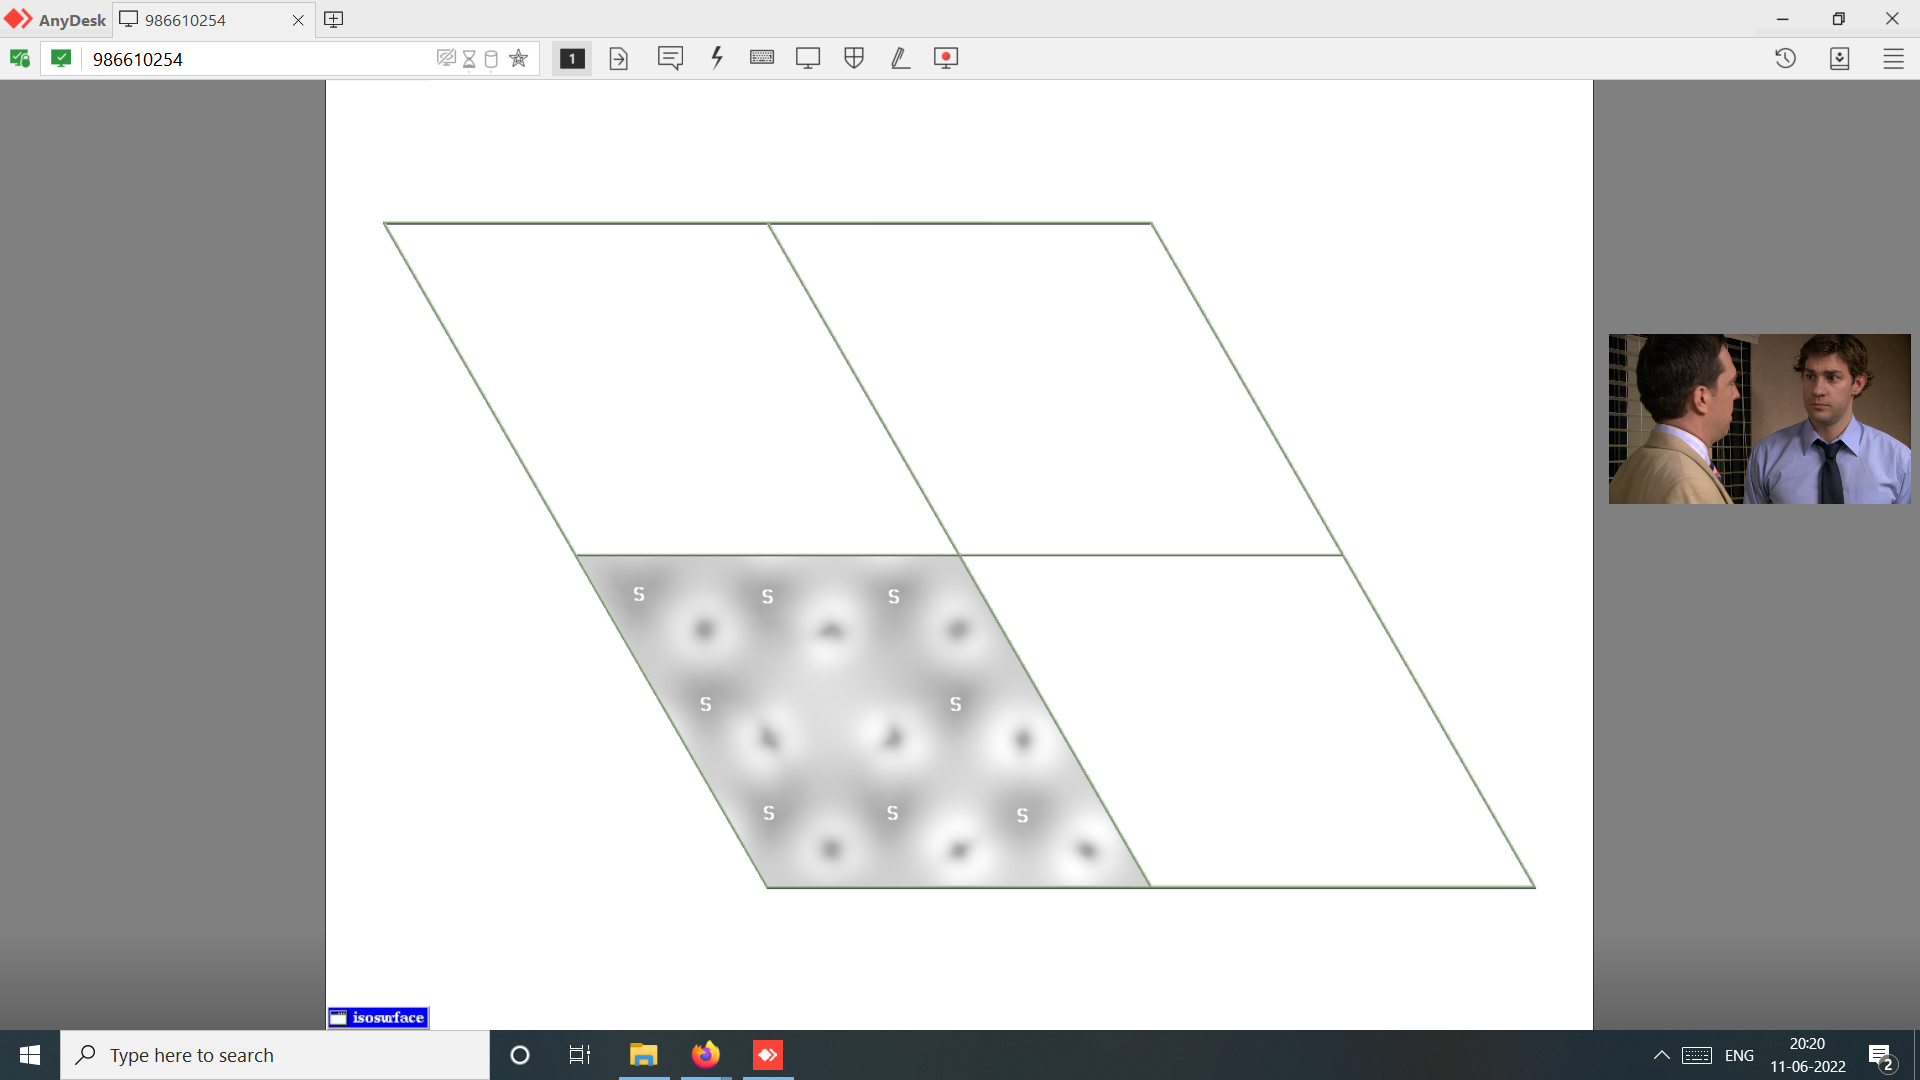 AnyDesk 986610254
986610254 1
S S S
S S
S S S
isosurface
Type here to search ENG 20:20
11-06-2022 2